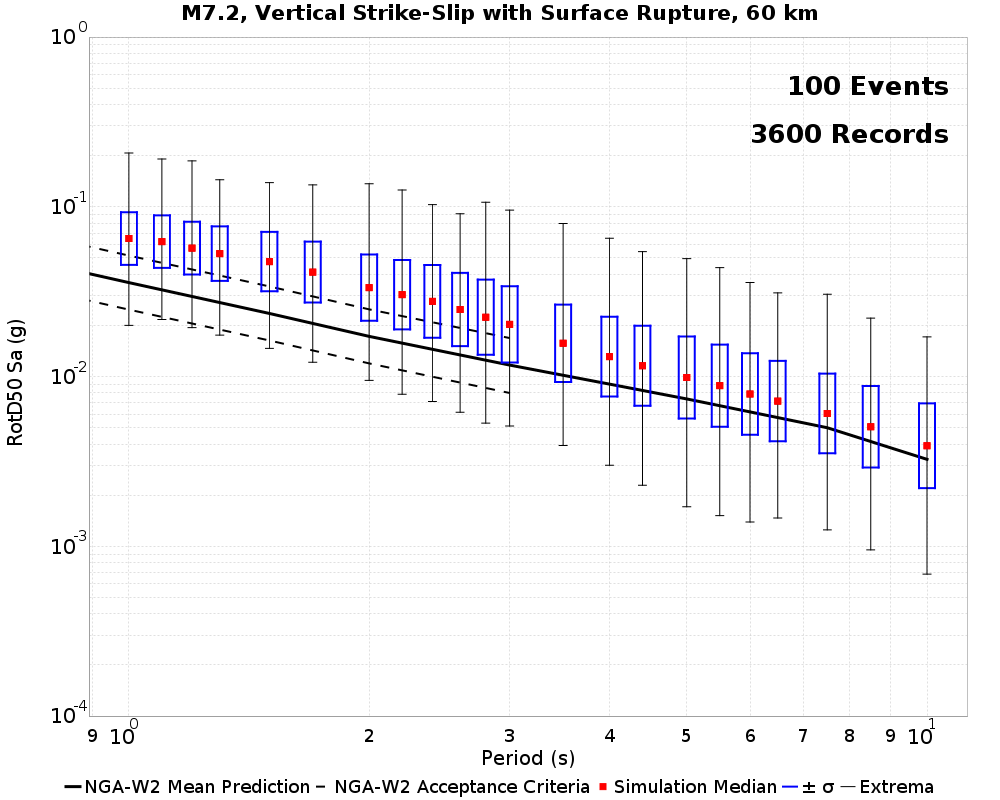 M7.2, Vertical Strike-Slip with Surface Rupture, 60 km
100 Events
3600 Records
10^0
10^-1
10^-2
10^-3
10^-4
RotD50 Sa (g)
9 10^0 2 3 4 5 6 7 8 9 10^1
Period (s)
NGA-W2 Mean Prediction NGA-W2 Acceptance Criteria Simulation Median ± σ Extrema